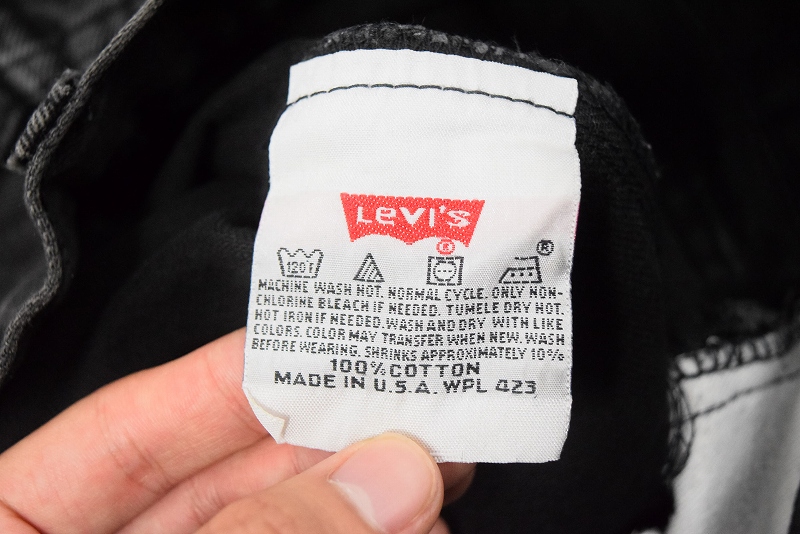 Levi's
®
120F
®
MACHINE WASH HOT. NORMAL CYCLE. ONLY NON-
CHLORINE BLEACH IF NEEDED. TUMBLE DRY HOT.
HOT IRON IF NEEDED. WASH AND DRY WITH LIKE
COLORS. COLOR MAY TRANSFER WHEN NEW. WASH
BEFORE WEARING. SHRINKS APPROXIMATELY 10%
100% COTTON
MADE IN U.S.A. WPL 423